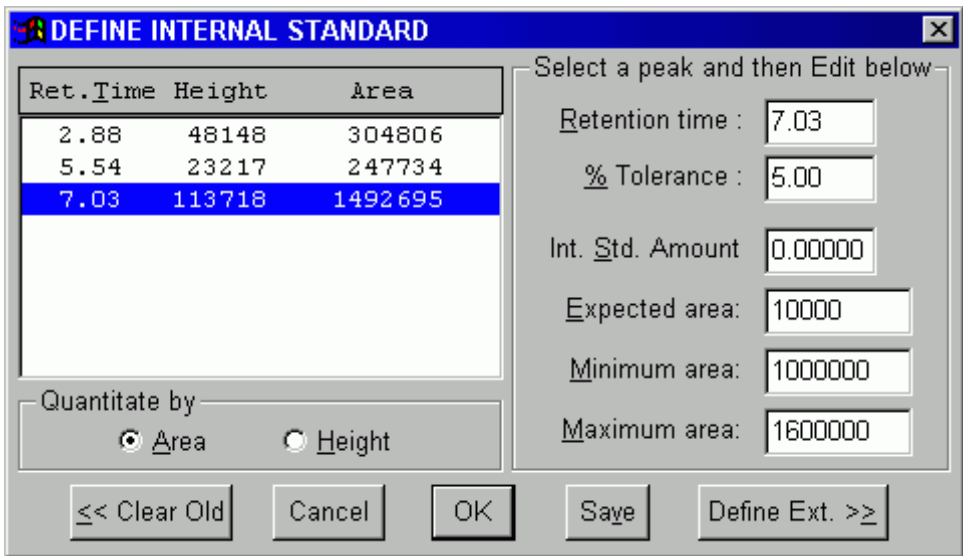 DEFINE INTERNAL STANDARD
Ret.Time Height Area
2.88 48148 304806
5.54 23217 247734
7.03 113718 1492695
Quantitate by
Area Height
Select a peak and then Edit below
Retention time : 7.03
% Tolerance : 5.00
Int. Std. Amount 0.00000
Expected area: 10000
Minimum area: 1000000
Maximum area: 1600000
<< Clear Old Cancel OK Save Define Ext. >>